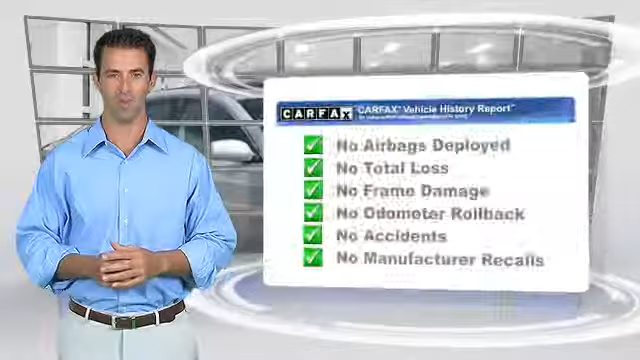 CARFAX CARFAX Vehicle History Report™
No Airbags Deployed
No Total Loss
No Frame Damage
No Odometer Rollback
No Accidents
No Manufacturer Recalls